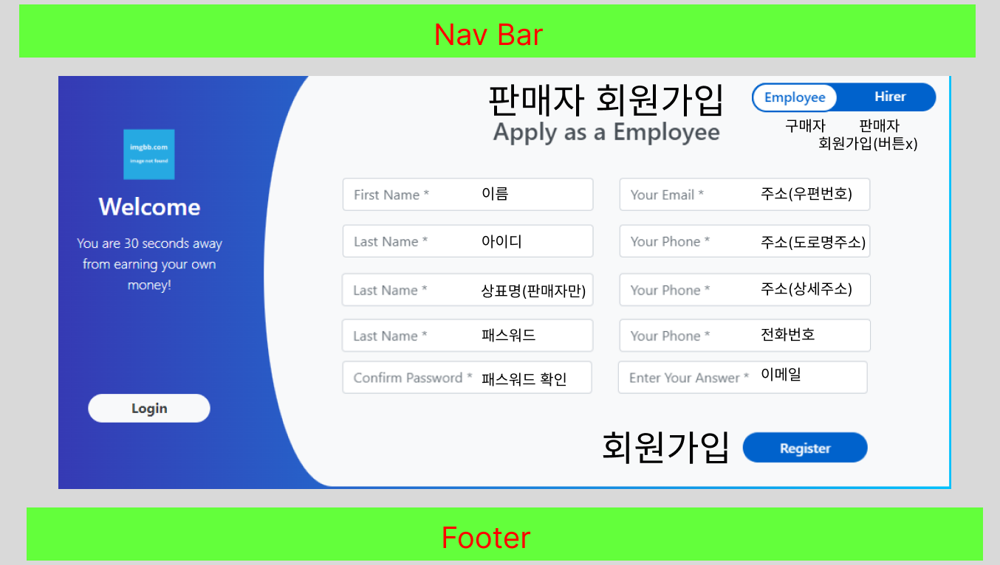 Nav Bar
imgbb.com
image not found
Welcome
You are 30 seconds away
from earning your own
money!
Login
판매자 회원가입
Apply as a Employee
Employee Hirer
구매자 판매자
회원가입(버튼x)
First Name * 이름
Your Email * 주소(우편번호)
Last Name * 아이디
Your Phone * 주소(도로명주소)
Last Name * 상표명(판매자만)
Your Phone * 주소(상세주소)
Last Name * 패스워드
Your Phone * 전화번호
Confirm Password * 패스워드 확인
Enter Your Answer * 이메일
회원가입 Register
Footer